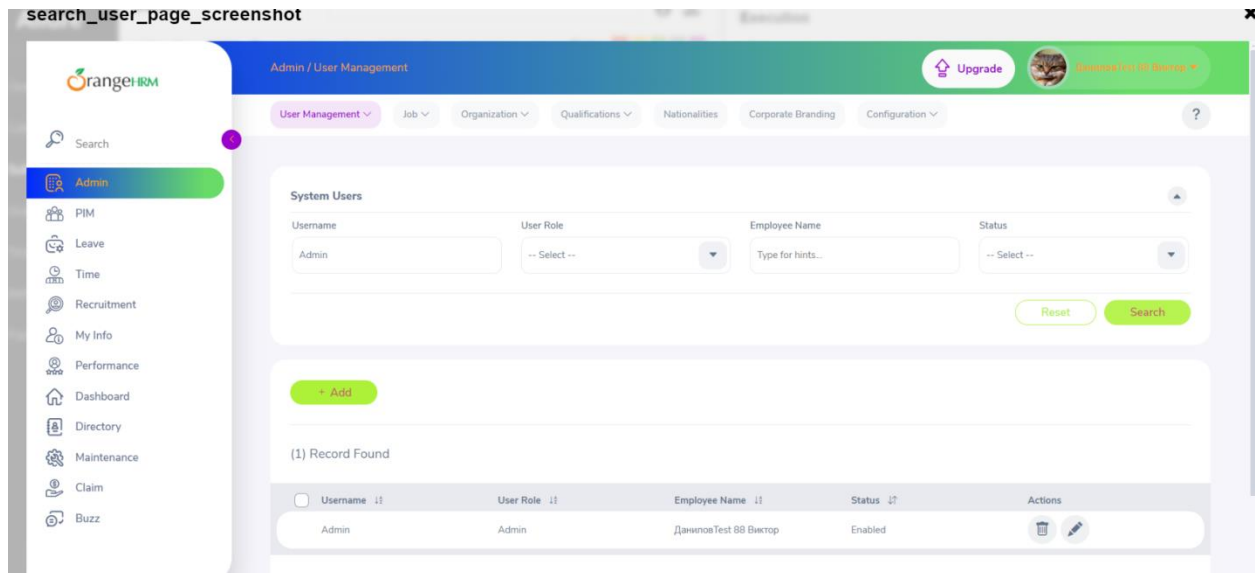 search_user_page_screenshot
OrangeHRM
Admin / User Management
Upgrade
User Management
Job
Organization
Qualifications
Nationalities
Corporate Branding
Configuration
?
Search
Admin
PIM
Leave
Time
Recruitment
My Info
Performance
Dashboard
Directory
Maintenance
Claim
Buzz
System Users
Username
User Role
Employee Name
Status
Admin
-- Select --
Type for hints...
-- Select --
Reset
Search
+ Add
(1) Record Found
Username
User Role
Employee Name
Status
Actions
Admin
Admin
ДаниловTest 88 Виктор
Enabled